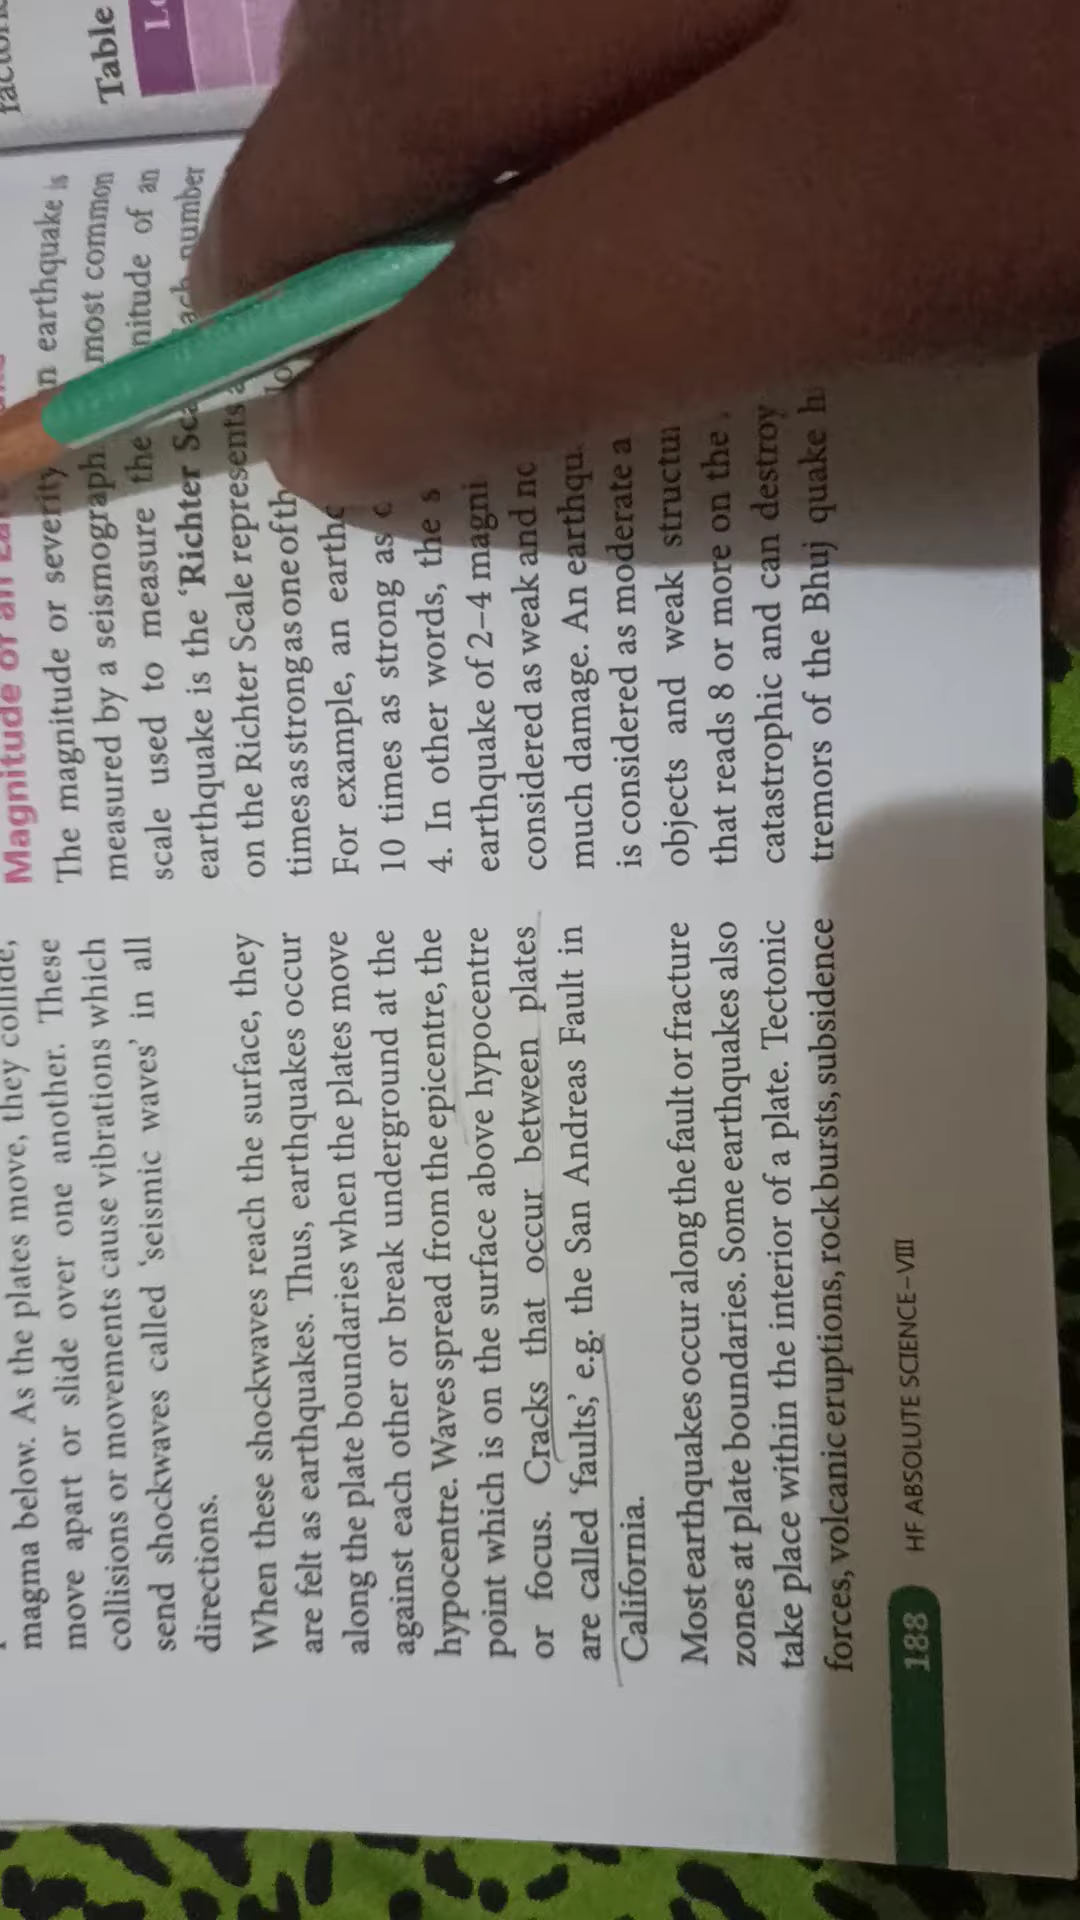 magma below. As the plates move, they collide,
move apart or slide over one another. These
collisions or movements cause vibrations which
send shockwaves called ‘seismic waves’ in all
directions.
When these shockwaves reach the surface, they
are felt as earthquakes. Thus, earthquakes occur
along the plate boundaries when the plates move
against each other or break underground at the
hypocentre. Waves spread from the epicentre, the
point which is on the surface above hypocentre
or focus. Cracks that occur between plates
are called ‘faults,’ e.g. the San Andreas Fault in
California.
Most earthquakes occur along the fault or fracture
zones at plate boundaries. Some earthquakes also
take place within the interior of a plate. Tectonic
forces, volcanic eruptions, rock bursts, subsidence
188 HF ABSOLUTE SCIENCE–VIII
Magnitude of an
The magnitude or severity earthquake is
measured by a seismograph. most common
scale used to measure the of an
earthquake is the ‘Richter number
on the Richter Scale represents
times as strong as one of
For example, an
10 times as strong as
4. In other words, the
earthquake of 2–4
considered as weak and
much damage. An
is considered as moderate
objects and weak
that reads 8 or more on the
catastrophic and can destroy
tremors of the Bhuj quake
Table